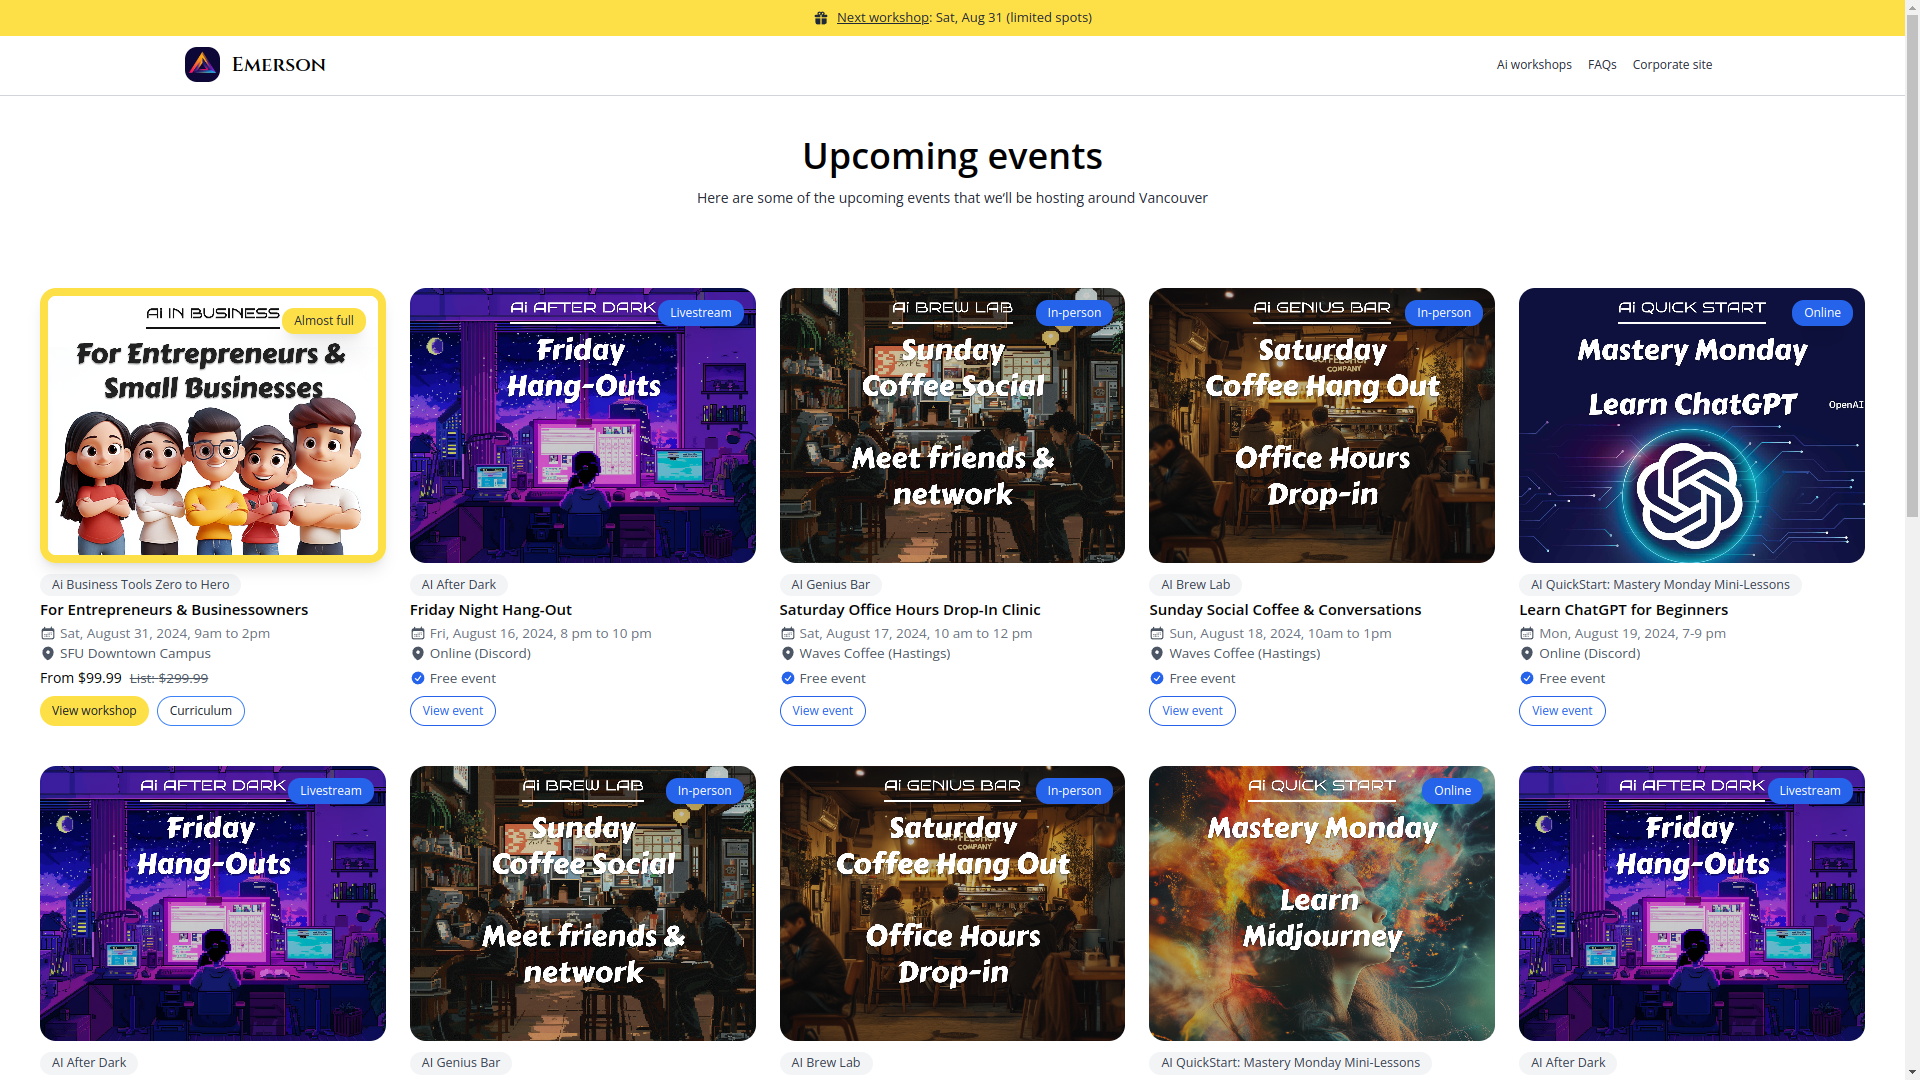 Next workshop: Sat, Aug 31 (limited spots)
Emerson
Ai workshops
FAQs
Corporate site
Upcoming events
Here are some of the upcoming events that we'll be hosting around Vancouver
Ai IN BUSINESS
Almost full
For Entrepreneurs &
Small Businesses
Ai Business Tools Zero to Hero
For Entrepreneurs & Businessowners
Sat, August 31, 2024, 9am to 2pm
SFU Downtown Campus
From $99.99 List: $299.99
View workshop
Curriculum
Ai AFTER DARK
Livestream
Friday
Hang-Outs
AI After Dark
Friday Night Hang-Out
Fri, August 16, 2024, 8 pm to 10 pm
Online (Discord)
Free event
View event
Ai BREW LAB
In-person
Sunday
Coffee Social
Meet friends &
network
AI Genius Bar
Saturday Office Hours Drop-In Clinic
Sat, August 17, 2024, 10 am to 12 pm
Waves Coffee (Hastings)
Free event
View event
Ai GENIUS BAR
In-person
Saturday
COMPANY
Coffee Hang Out
Office Hours
Drop-in
AI Brew Lab
Sunday Social Coffee & Conversations
Sun, August 18, 2024, 10am to 1pm
Waves Coffee (Hastings)
Free event
View event
Ai QUICK START
Online
Mastery Monday
Learn ChatGPT
OpenAI
AI QuickStart: Mastery Monday Mini-Lessons
Learn ChatGPT for Beginners
Mon, August 19, 2024, 7-9 pm
Online (Discord)
Free event
View event
Ai AFTER DARK
Livestream
Friday
Hang-Outs
AI After Dark
Ai BREW LAB
In-person
Sunday
Coffee Social
Meet friends &
network
AI Genius Bar
Ai GENIUS BAR
In-person
Saturday
COMPANY
Coffee Hang Out
Office Hours
Drop-in
AI Brew Lab
Ai QUICK START
Online
Mastery Monday
Learn
Midjourney
AI QuickStart: Mastery Monday Mini-Lessons
Ai AFTER DARK
Livestream
Friday
Hang-Outs
AI After Dark